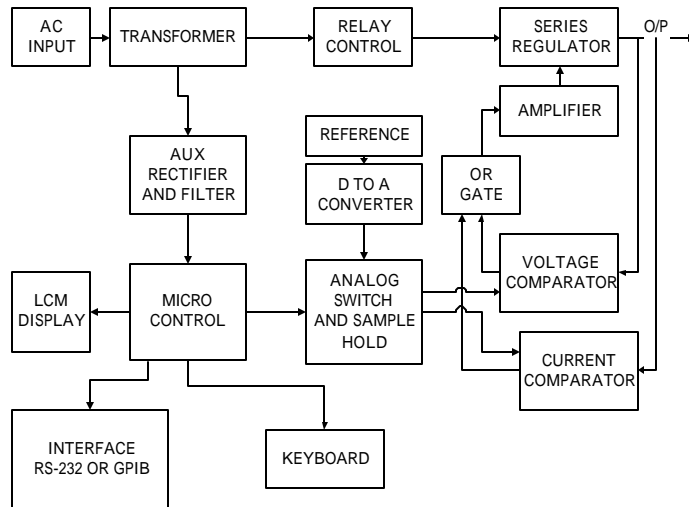 AC
INPUT
TRANSFORMER
RELAY
CONTROL
SERIES
REGULATOR
O/P
AMPLIFIER
REFERENCE
AUX
RECTIFIER
AND FILTER
OR
GATE
D TO A
CONVERTER
VOLTAGE
COMPARATOR
LCM
DISPLAY
MICRO
CONTROL
ANALOG
SWITCH
AND SAMPLE
HOLD
CURRENT
COMPARATOR
INTERFACE
RS-232 OR GPIB
KEYBOARD